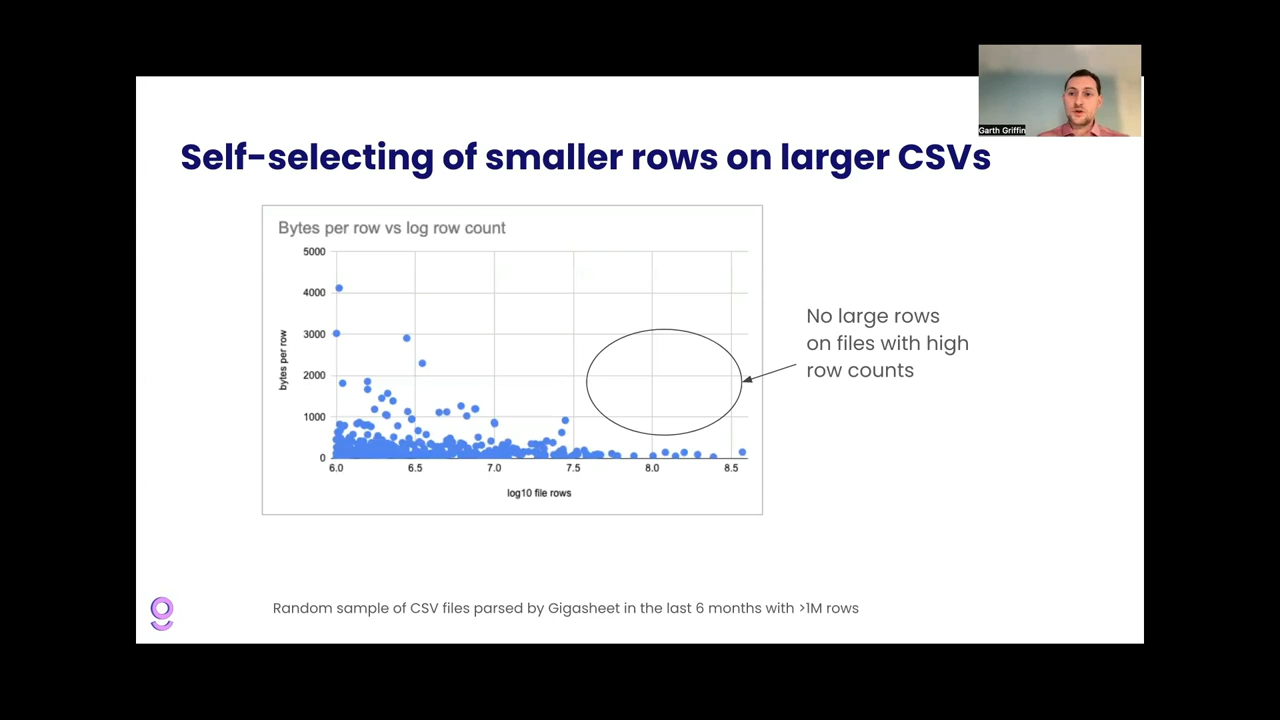 Garth Griffin
Self-selecting of smaller rows on larger CSVs
Bytes per row vs log row count
5000
4000
3000
2000
1000
0
bytes per row
6.0 6.5 7.0 7.5 8.0 8.5
log10 file rows
No large rows
on files with high
row counts
Random sample of CSV files parsed by Gigasheet in the last 6 months with >1M rows